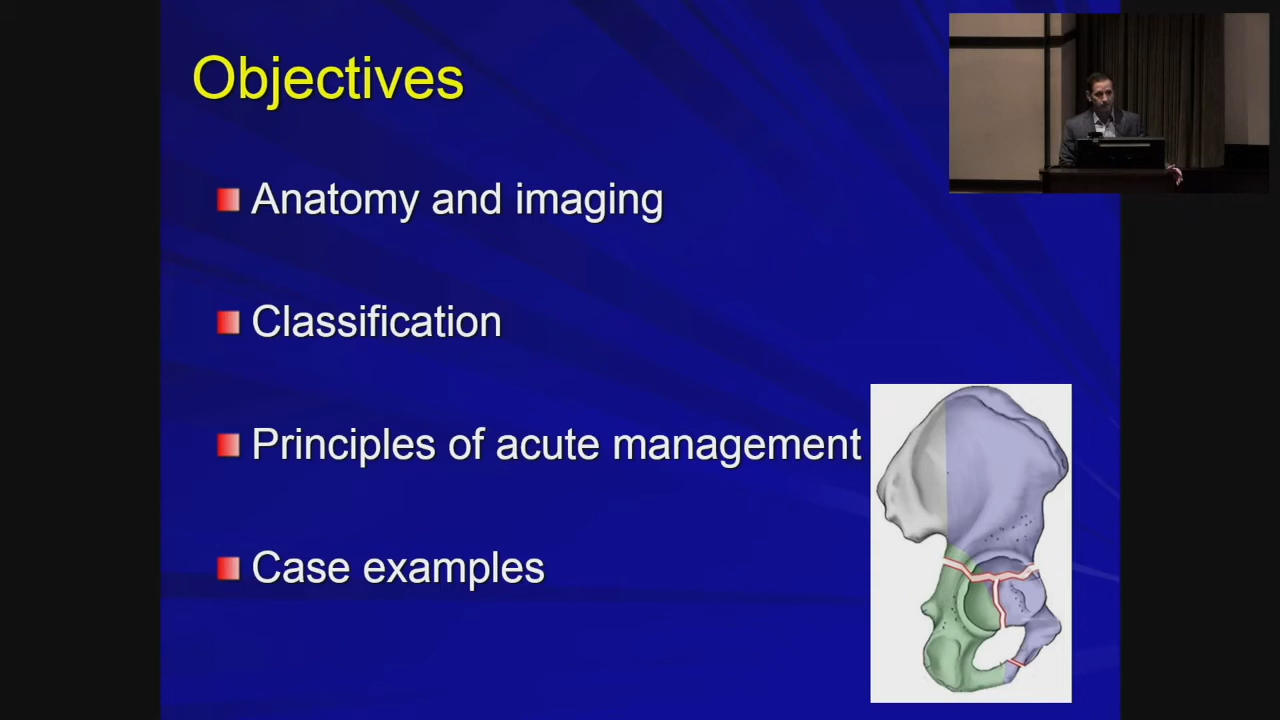 Objectives
Anatomy and imaging
Classification
Principles of acute management
Case examples